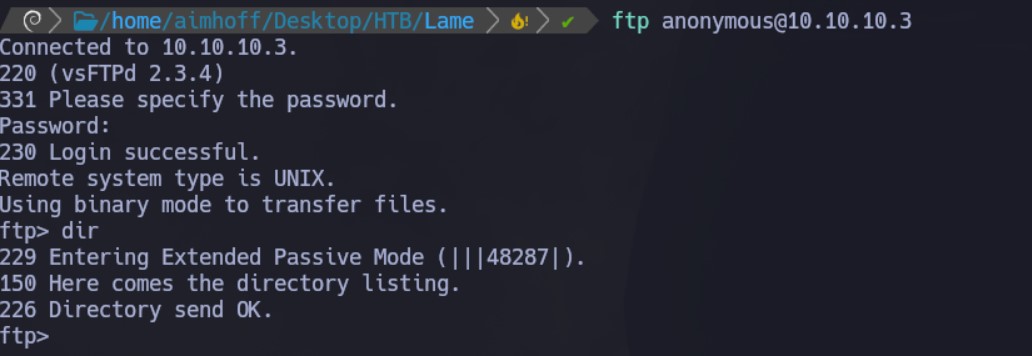 /home/aimhoff/Desktop/HTB/Lame ftp anonymous@10.10.10.3
Connected to 10.10.10.3.
220 (vsFTPd 2.3.4)
331 Please specify the password.
Password:
230 Login successful.
Remote system type is UNIX.
Using binary mode to transfer files.
ftp> dir
229 Entering Extended Passive Mode (|||48287|).
150 Here comes the directory listing.
226 Directory send OK.
ftp>